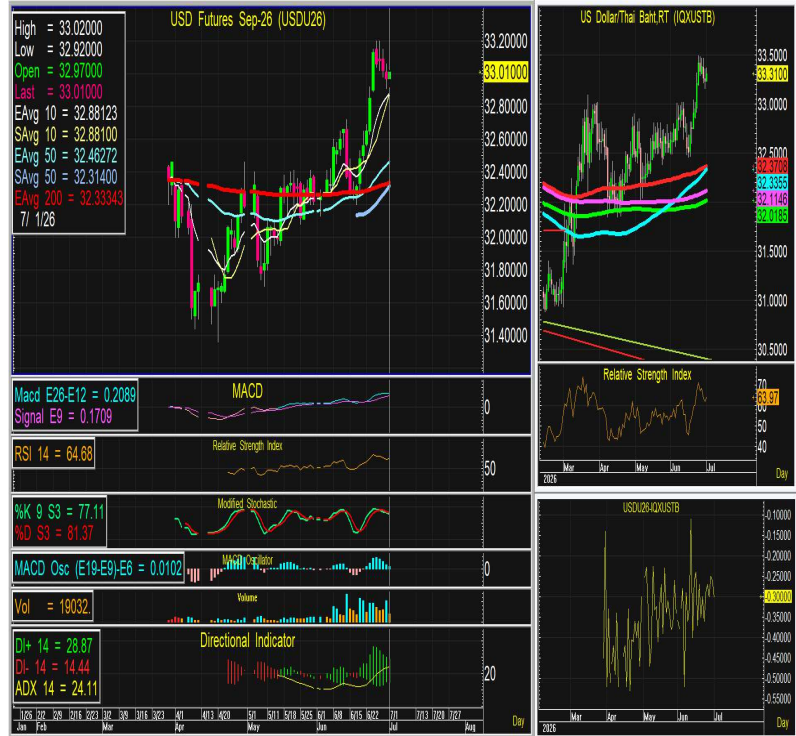 USD Futures Sep-26 (USDU26)
High = 33.02000
Low = 32.92000
Open = 32.97000
Last = 33.01000
EAvg 10 = 32.88123
SAvg 10 = 32.88100
EAvg 50 = 32.46272
SAvg 50 = 32.31400
EAvg 200 = 32.33343
7/ 1/26
33.20000
33.01000
32.80000
32.60000
32.40000
32.20000
32.00000
31.80000
31.60000
31.40000
MACD
Macd E26-E12 = 0.2089
Signal E9 = 0.1709
0
Relative Strength Index
RSI 14 = 64.68
50
Modified Stochastic
%K 9 S3 = 77.11
%D S3 = 81.37
MACD Oscillator
MACD Osc (E19-E9)-E6 = 0.0102
0
Volume
Vol = 19032.
Directional Indicator
DI+ 14 = 28.87
DI- 14 = 14.44
ADX 14 = 24.11
20
1/26 2/2 2/9 2/16 2/23 3/2 3/9 3/16 3/23 4/1 4/13 4/20 5/1 5/11 5/18 5/25 6/1 6/8 6/15 6/22 7/1 7/13 7/20 7/27
Jan Feb Mar Apr May Jun Jul Aug
Day
US Dollar/Thai Baht,RT (IQXUSTB)
33.5000
33.3100
33.0000
32.5000
32.3703
32.3355
32.1146
32.0185
31.5000
31.0000
30.5000
Relative Strength Index
70
63.97
50
40
Mar Apr May Jun Jul
2026
Day
USDU26-IQXUSTB
-0.10000
-0.15000
-0.20000
-0.25000
-0.30000
-0.35000
-0.40000
-0.45000
-0.50000
-0.55000
Mar Apr May Jun Jul
2026
Day